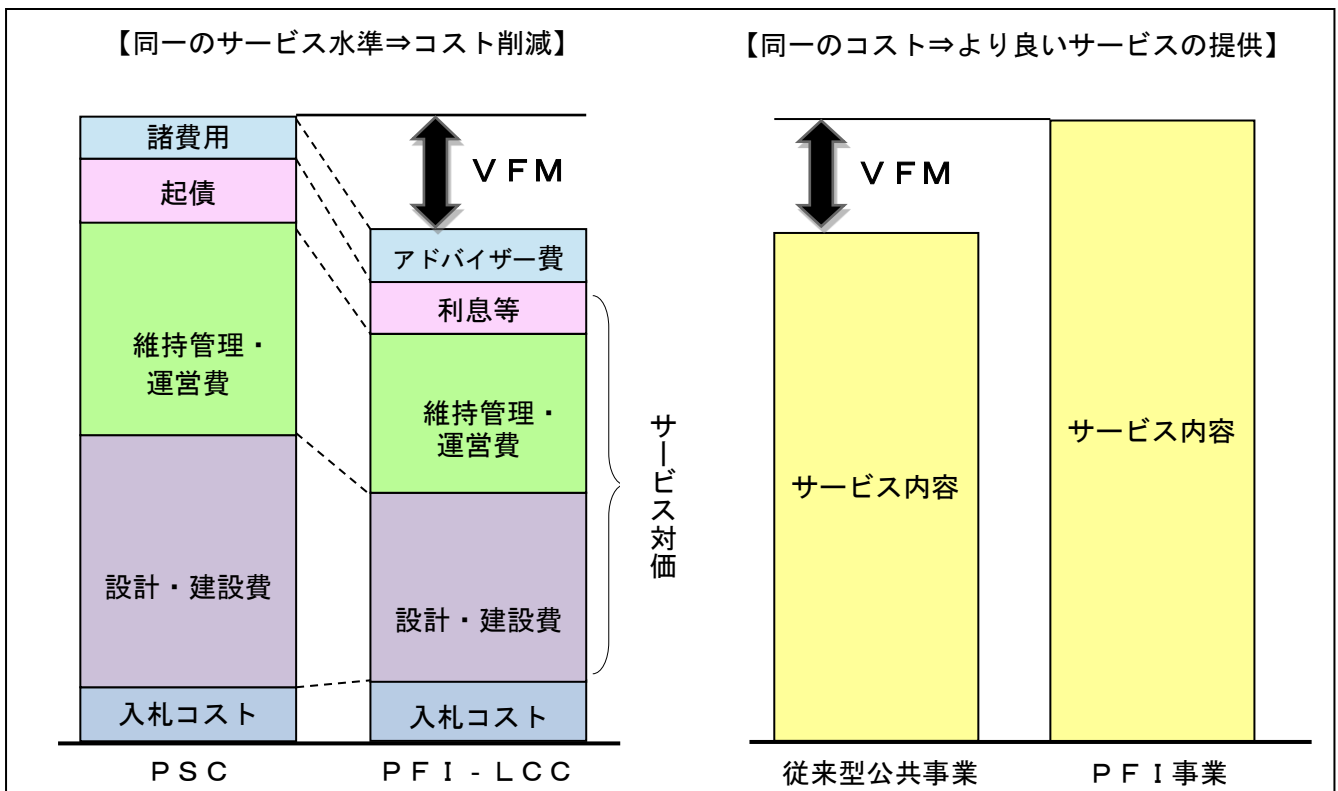 【同一のサービス水準⇒コスト削減】
諸費用
起債
維持管理・
運営費
設計・建設費
入札コスト
PSC
VFM
アドバイザー費
利息等
維持管理・
運営費
設計・建設費
入札コスト
サービス対価
PFI-LCC
【同一のコスト⇒より良いサービスの提供】
VFM
サービス内容
従来型公共事業
サービス内容
PFI事業